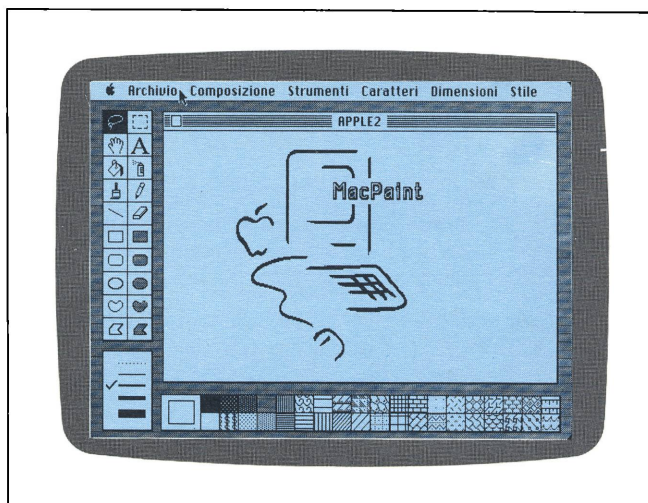 Archivio Composizione Strumenti Caratteri Dimensioni Stile
APPLE2
A
MacPaint